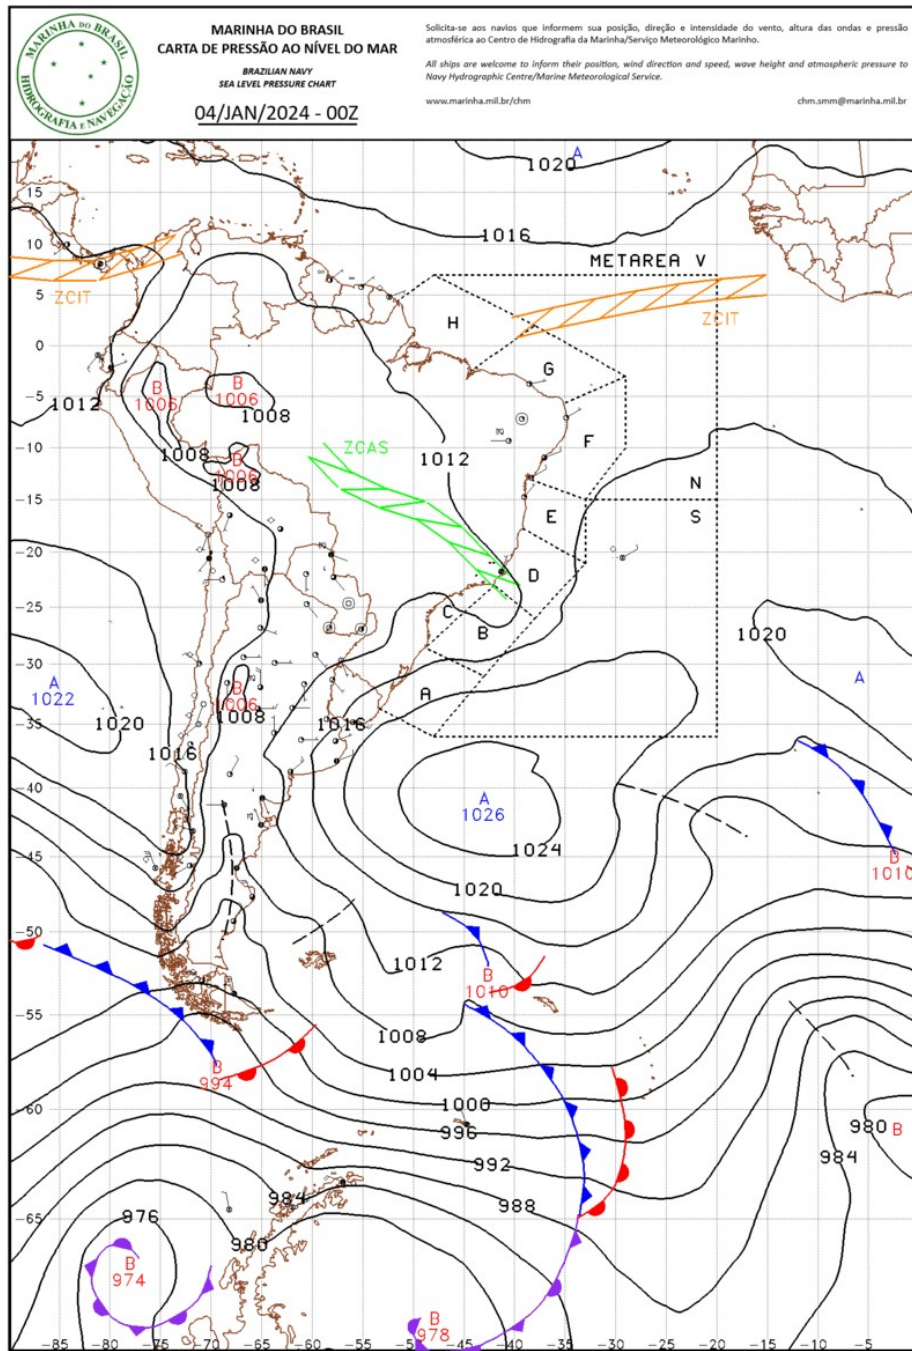 MARINHA DO BRASIL
HIDROGRAFIA E NAVEGAÇÃO
MARINHA DO BRASIL
CARTA DE PRESSÃO AO NÍVEL DO MAR
BRAZILIAN NAVY
SEA LEVEL PRESSURE CHART
04/JAN/2024 - 00Z
Solicita-se aos navios que informem sua posição, direção e intensidade do vento, altura das ondas e pressão
atmosférica ao Centro de Hidrografia da Marinha/Serviço Meteorológico Marinho.
All ships are welcome to inform their position, wind direction and speed, wave height and atmospheric pressure to
Navy Hydrographic Centre/Marine Meteorological Service.
www.marinha.mil.br/chm
chm.smm@marinha.mil.br
A
1020
15
1016
10
METAREA V
5
ZCIT
ZCIT
H
0
G
B
1006
B
1006
-5
1012
1008
F
ZCAS
1008
1012
-10
B
1006
1008
N
-15
E
S
-20
D
-25
C
B
1020
-30
A
1022
B
1006
A
A
1020
1008
1016
-35
1016
-40
A
1026
1024
-45
B
1010
1020
-50
1012
B
1010
-55
1008
B
994
1004
-60
1000
980
B
996
984
992
984
988
-65
976
980
B
974
B
978
-85
-80
-75
-70
-65
-60
-55
-50
-45
-40
-35
-30
-25
-20
-15
-10
-5